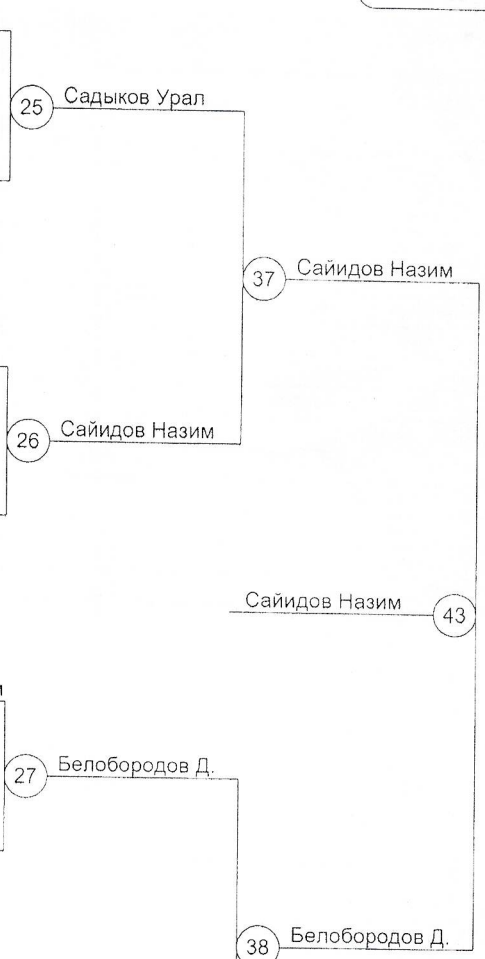 25 Садыков Урал
37 Сайидов Назим
26 Сайидов Назим
Сайидов Назим 43
27 Белобородов Д.
38 Белобородов Д.